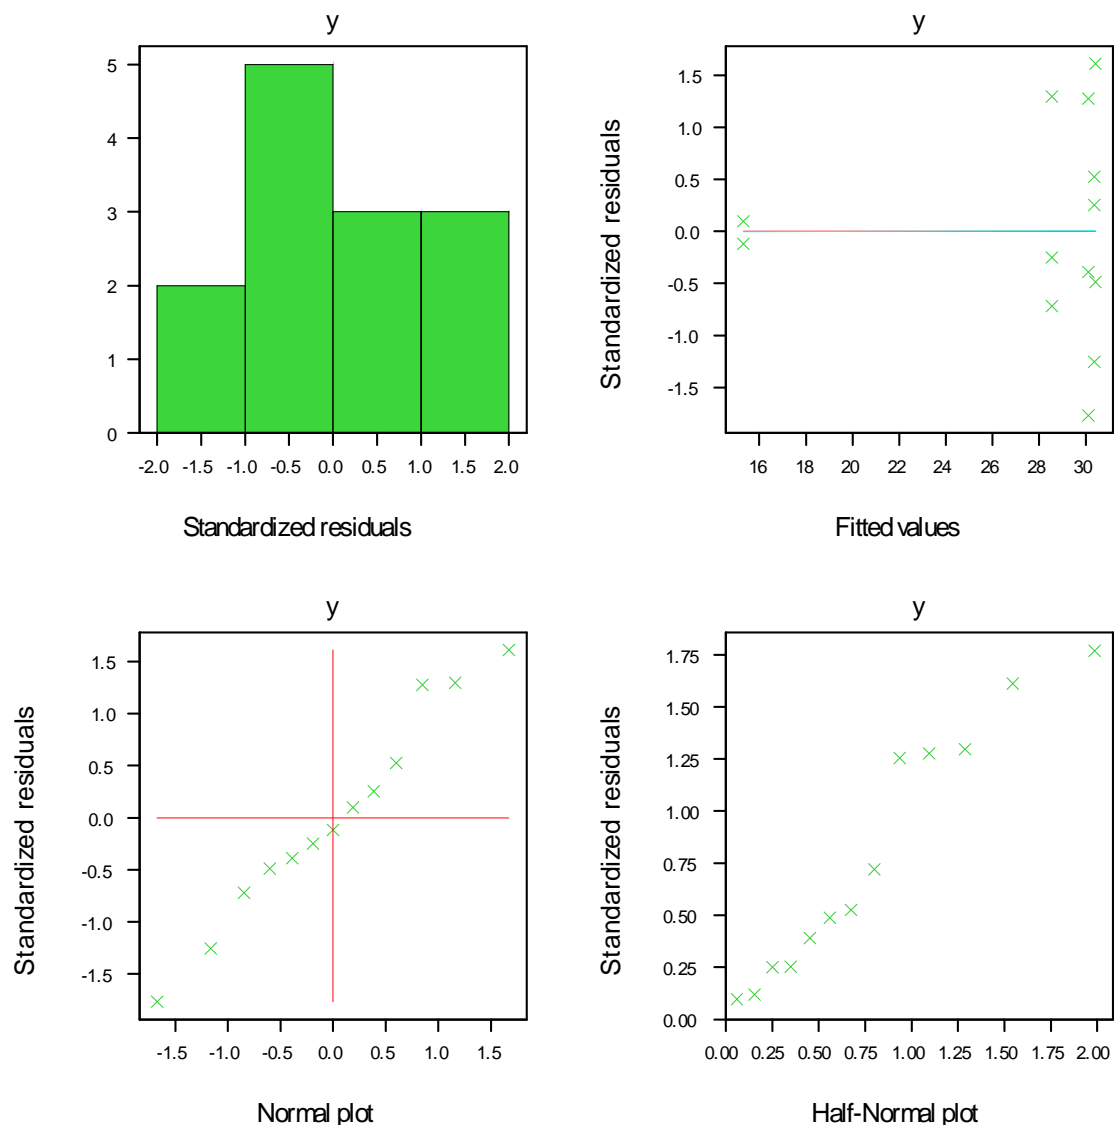 y
5
4
3
2
1
0
-2.0 -1.5 -1.0 -0.5 0.0 0.5 1.0 1.5 2.0
Standardized residuals
y
Standardized residuals
1.5
1.0
0.5
0.0
-0.5
-1.0
-1.5
16 18 20 22 24 26 28 30
Fitted values
y
Standardized residuals
1.5
1.0
0.5
0.0
-0.5
-1.0
-1.5
-1.5 -1.0 -0.5 0.0 0.5 1.0 1.5
Normal plot
y
Standardized residuals
1.75
1.50
1.25
1.00
0.75
0.50
0.25
0.00
0.00 0.25 0.50 0.75 1.00 1.25 1.50 1.75 2.00
Half-Normal plot